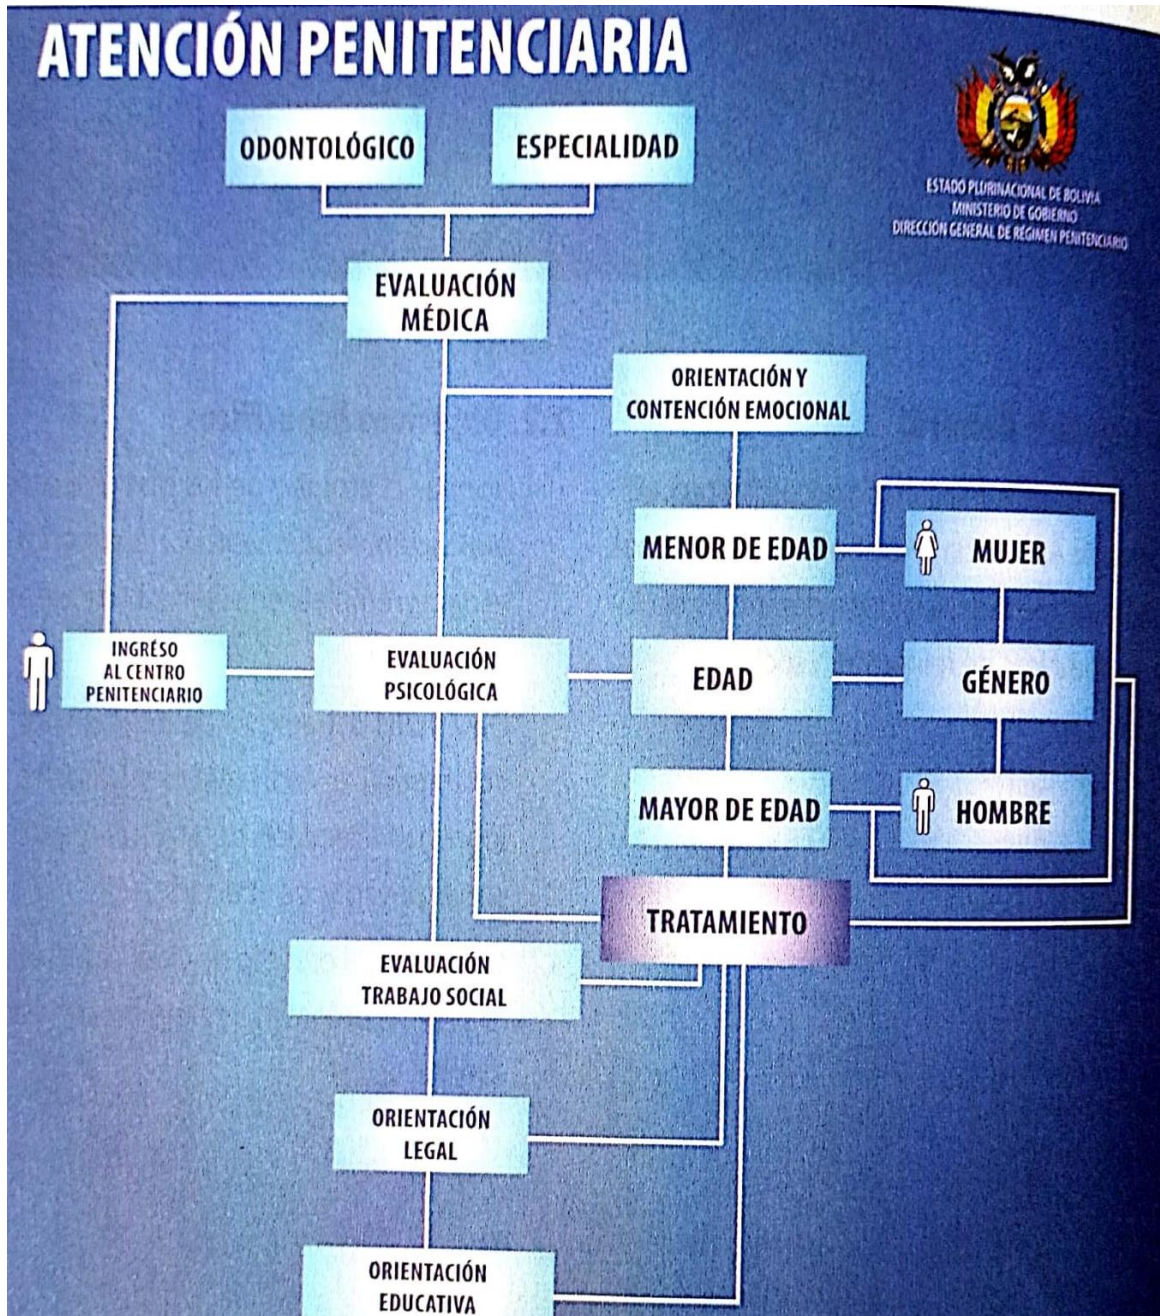 ATENCIÓN PENITENCIARIA
ESTADO PLURINACIONAL DE BOLIVIA
MINISTERIO DE GOBIERNO
DIRECCIÓN GENERAL DE RÉGIMEN PENITENCIARIO
ODONTOLÓGICO
ESPECIALIDAD
EVALUACIÓN
MÉDICA
ORIENTACIÓN Y
CONTENCIÓN EMOCIONAL
MENOR DE EDAD
MUJER
INGRÉSO
AL CENTRO
PENITENCIARIO
EVALUACIÓN
PSICOLÓGICA
EDAD
GÉNERO
MAYOR DE EDAD
HOMBRE
TRATAMIENTO
EVALUACIÓN
TRABAJO SOCIAL
ORIENTACIÓN
LEGAL
ORIENTACIÓN
EDUCATIVA